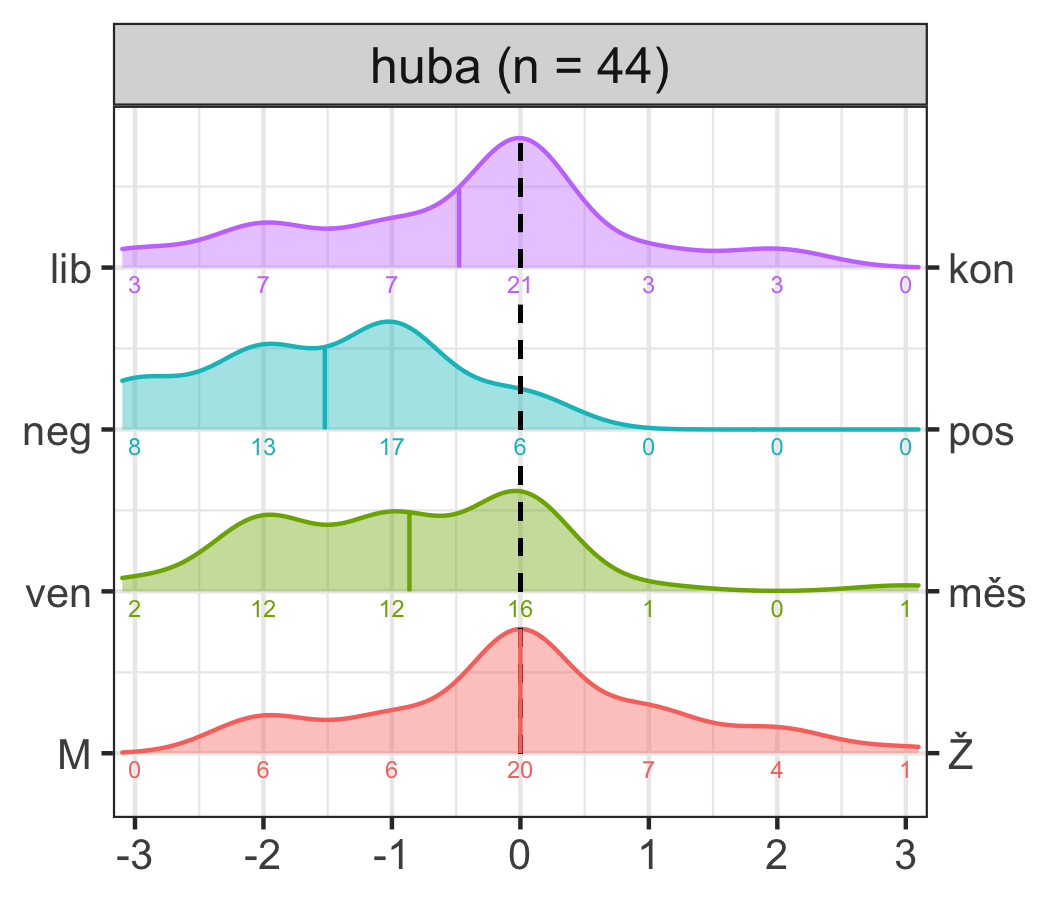 huba (n = 44)
lib kon
3 7 7 21 3 3 0
neg pos
8 13 17 6 0 0 0
ven měs
2 12 12 16 1 0 1
M Ž
0 6 6 20 7 4 1
-3 -2 -1 0 1 2 3